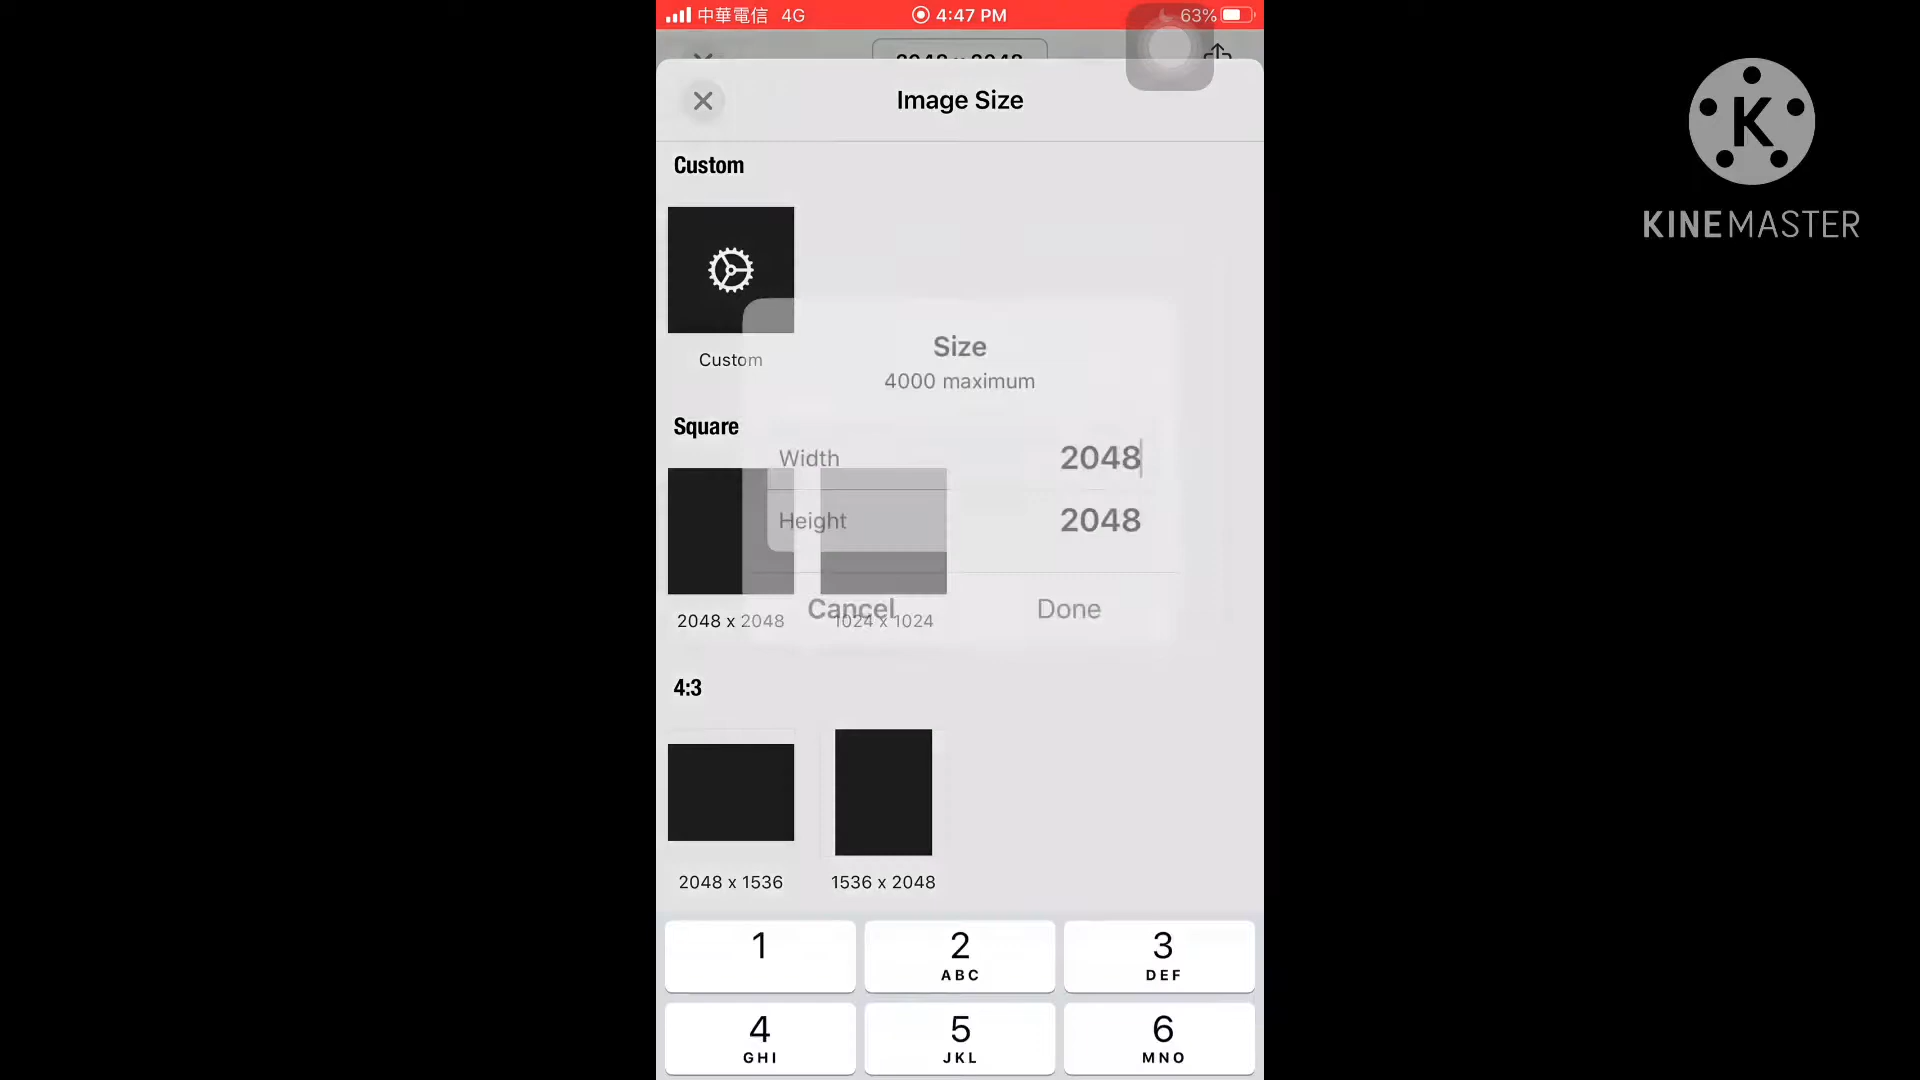 中華電信 4G 4:47 PM 63%
2048 x 2048
Image Size
Custom
Custom
Size
4000 maximum
Square
Width 2048
Height 2048
Cancel Done
2048 x 2048 1024 x 1024
4:3
2048 x 1536 1536 x 2048
1 2 3
ABC DEF
4 5 6
GHI JKL MNO
K
KINEMASTER